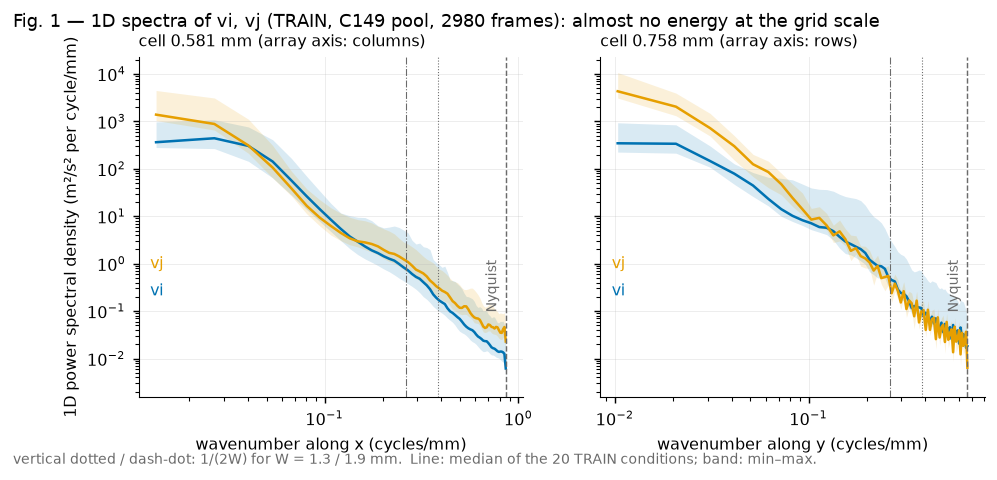 Fig. 1 — 1D spectra of vi, vj (TRAIN, C149 pool, 2980 frames): almost no energy at the grid scale
cell 0.581 mm (array axis: columns)
cell 0.758 mm (array axis: rows)
1D power spectral density (m²/s² per cycle/mm)
10⁴
10³
10²
10¹
10⁰
10⁻¹
10⁻²
vj
vi
Nyquist
vj
vi
Nyquist
10⁻¹
10⁰
10⁻²
10⁻¹
wavenumber along x (cycles/mm)
wavenumber along y (cycles/mm)
vertical dotted / dash-dot: 1/(2W) for W = 1.3 / 1.9 mm. Line: median of the 20 TRAIN conditions; band: min–max.